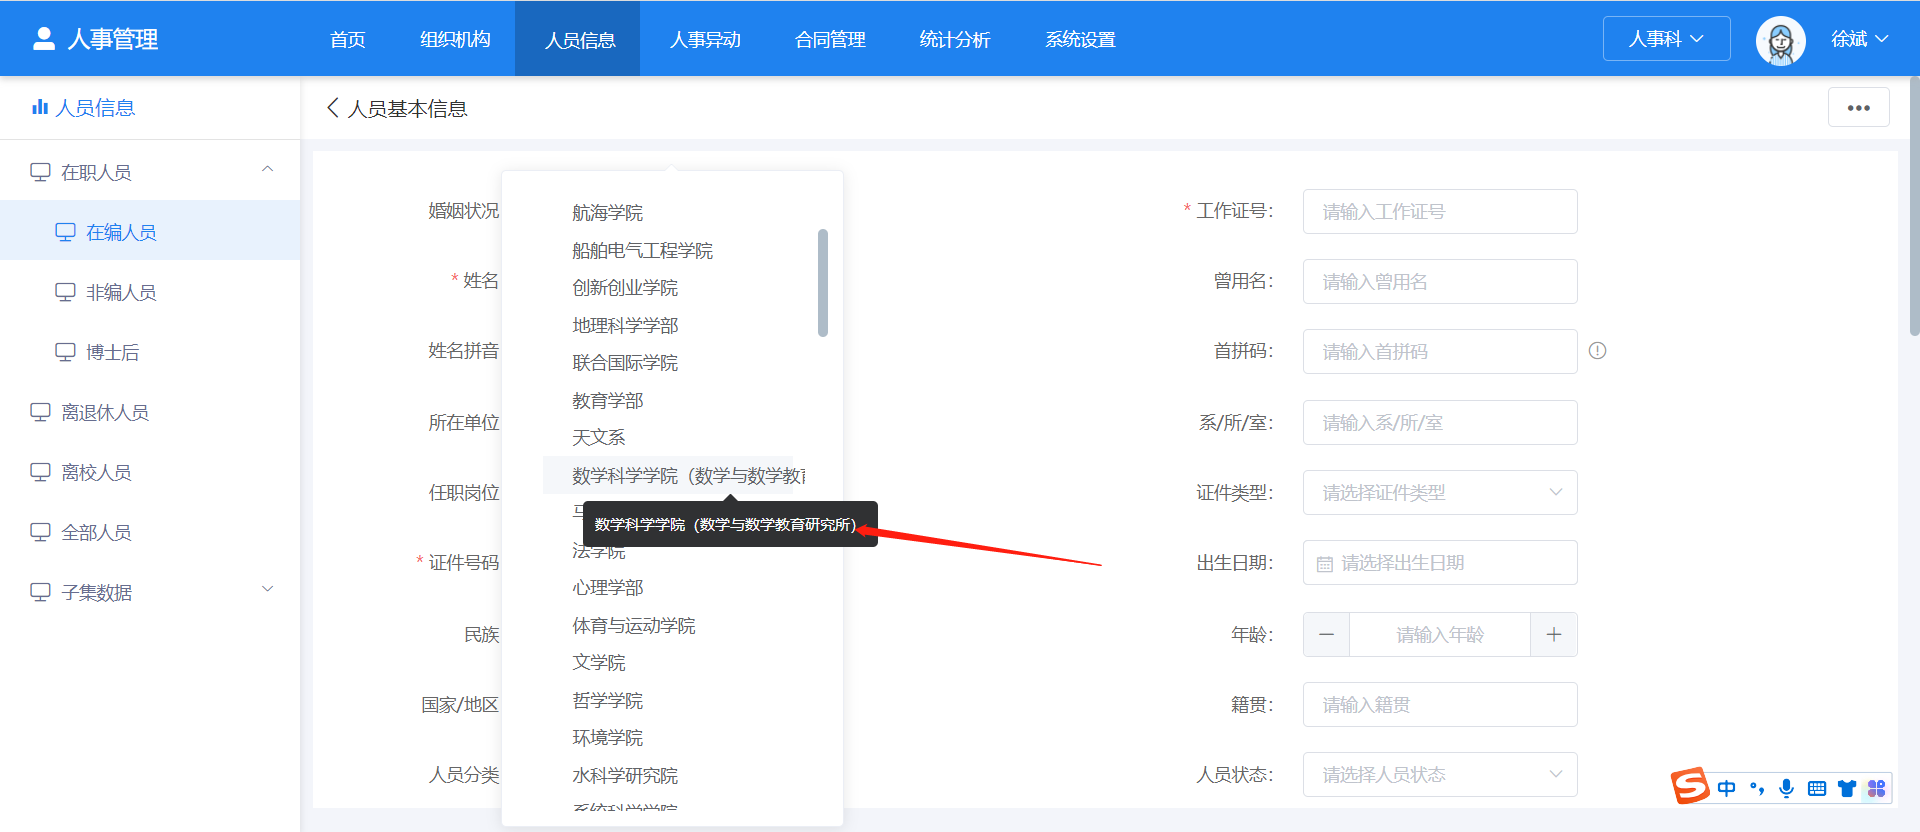 人事管理
首页
组织机构
人员信息
人事异动
合同管理
统计分析
系统设置
人事科
徐斌
人员信息
人员基本信息
在职人员
在编人员
非编人员
博士后
离退休人员
离校人员
全部人员
子集数据
婚姻状况
* 姓名
姓名拼音
所在单位
任职岗位
* 证件号码
民族
国家/地区
人员分类
航海学院
船舶电气工程学院
创新创业学院
地理科学学部
联合国际学院
教育学部
天文系
数学科学学院（数学与数学教育
马
数学科学学院（数学与数学教育研究所）
法学院
心理学部
体育与运动学院
文学院
哲学学院
环境学院
水科学研究院
系统科学学院
* 工作证号：
请输入工作证号
曾用名：
请输入曾用名
首拼码：
请输入首拼码
系/所/室：
请输入系/所/室
证件类型：
请选择证件类型
出生日期：
请选择出生日期
年龄：
请输入年龄
籍贯：
请输入籍贯
人员状态：
请选择人员状态
中